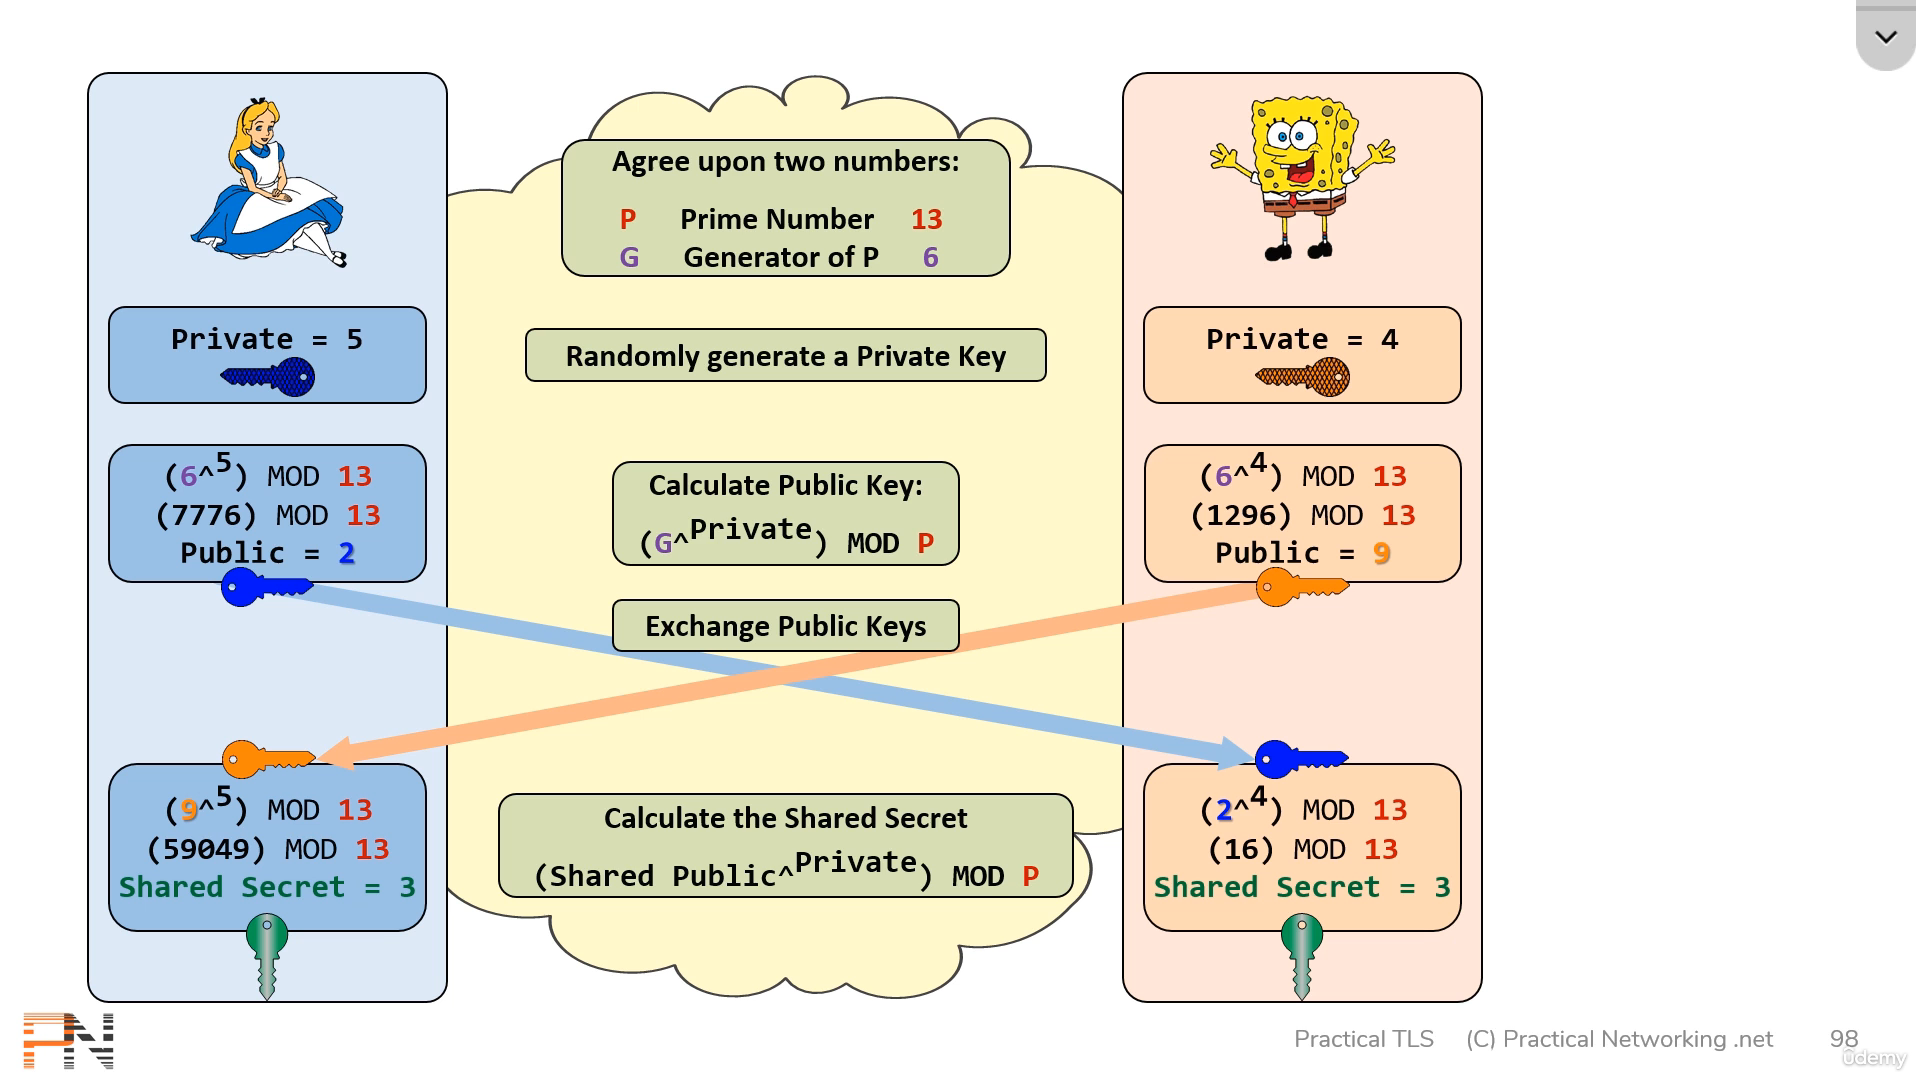 Agree upon two numbers:
P Prime Number 13
G Generator of P 6
Private = 5
Randomly generate a Private Key
Private = 4
(6^5) MOD 13
(7776) MOD 13
Public = 2
Calculate Public Key:
(G^Private) MOD P
(6^4) MOD 13
(1296) MOD 13
Public = 9
Exchange Public Keys
(9^5) MOD 13
(59049) MOD 13
Shared Secret = 3
Calculate the Shared Secret
(Shared Public^Private) MOD P
(2^4) MOD 13
(16) MOD 13
Shared Secret = 3
PN
Practical TLS (C) Practical Networking .net 98
ûdemy